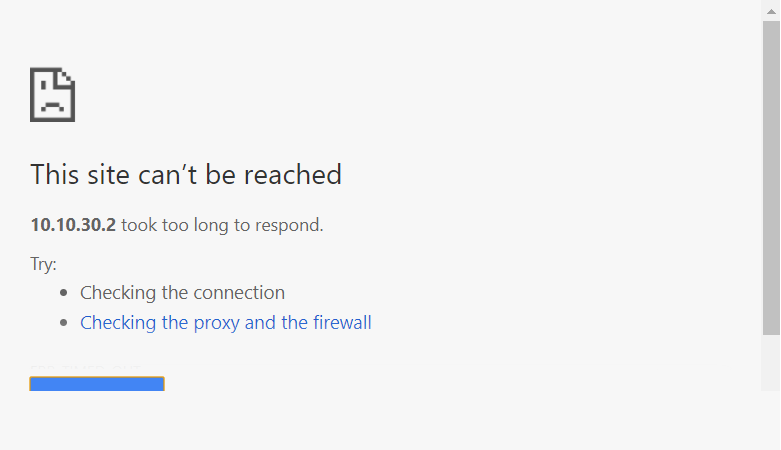 This site can’t be reached
10.10.30.2 took too long to respond.
Try:
Checking the connection
Checking the proxy and the firewall